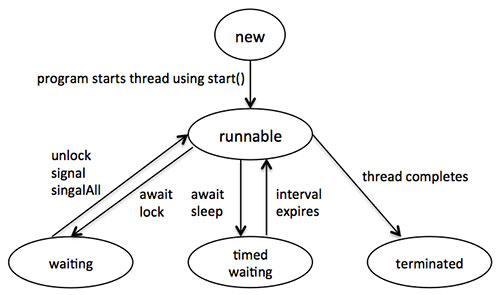 new
program starts thread using start()
runnable
unlock
signal
singalAll
await
lock
await
sleep
interval
expires
thread completes
waiting
timed
waiting
terminated